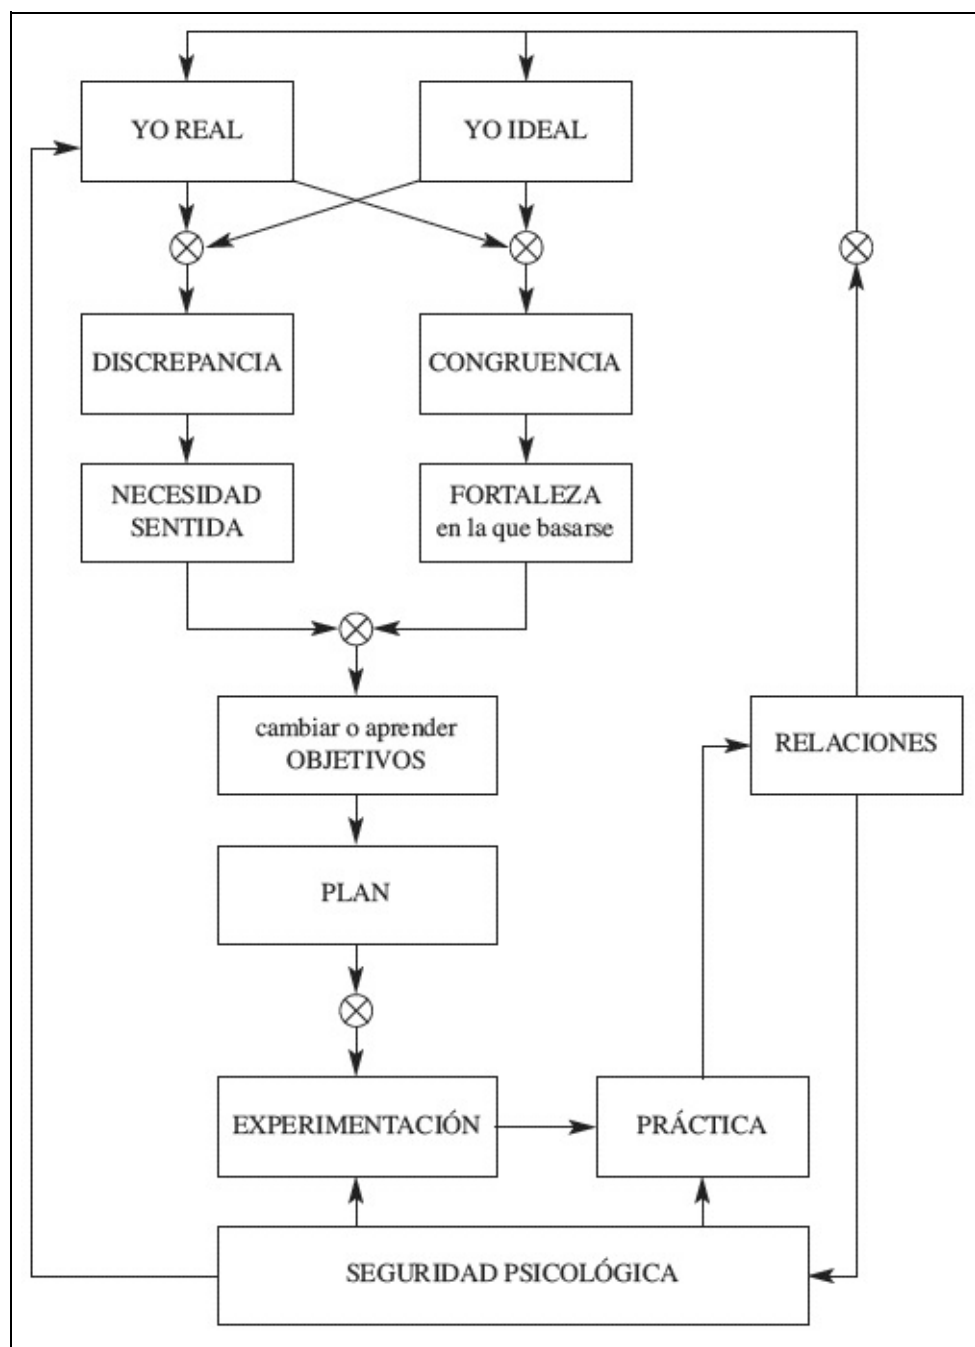 YO REAL
YO IDEAL
DISCREPANCIA
CONGRUENCIA
NECESIDAD
SENTIDA
FORTALEZA
en la que basarse
cambiar o aprender
OBJETIVOS
RELACIONES
PLAN
EXPERIMENTACIÓN
PRÁCTICA
SEGURIDAD PSICOLÓGICA